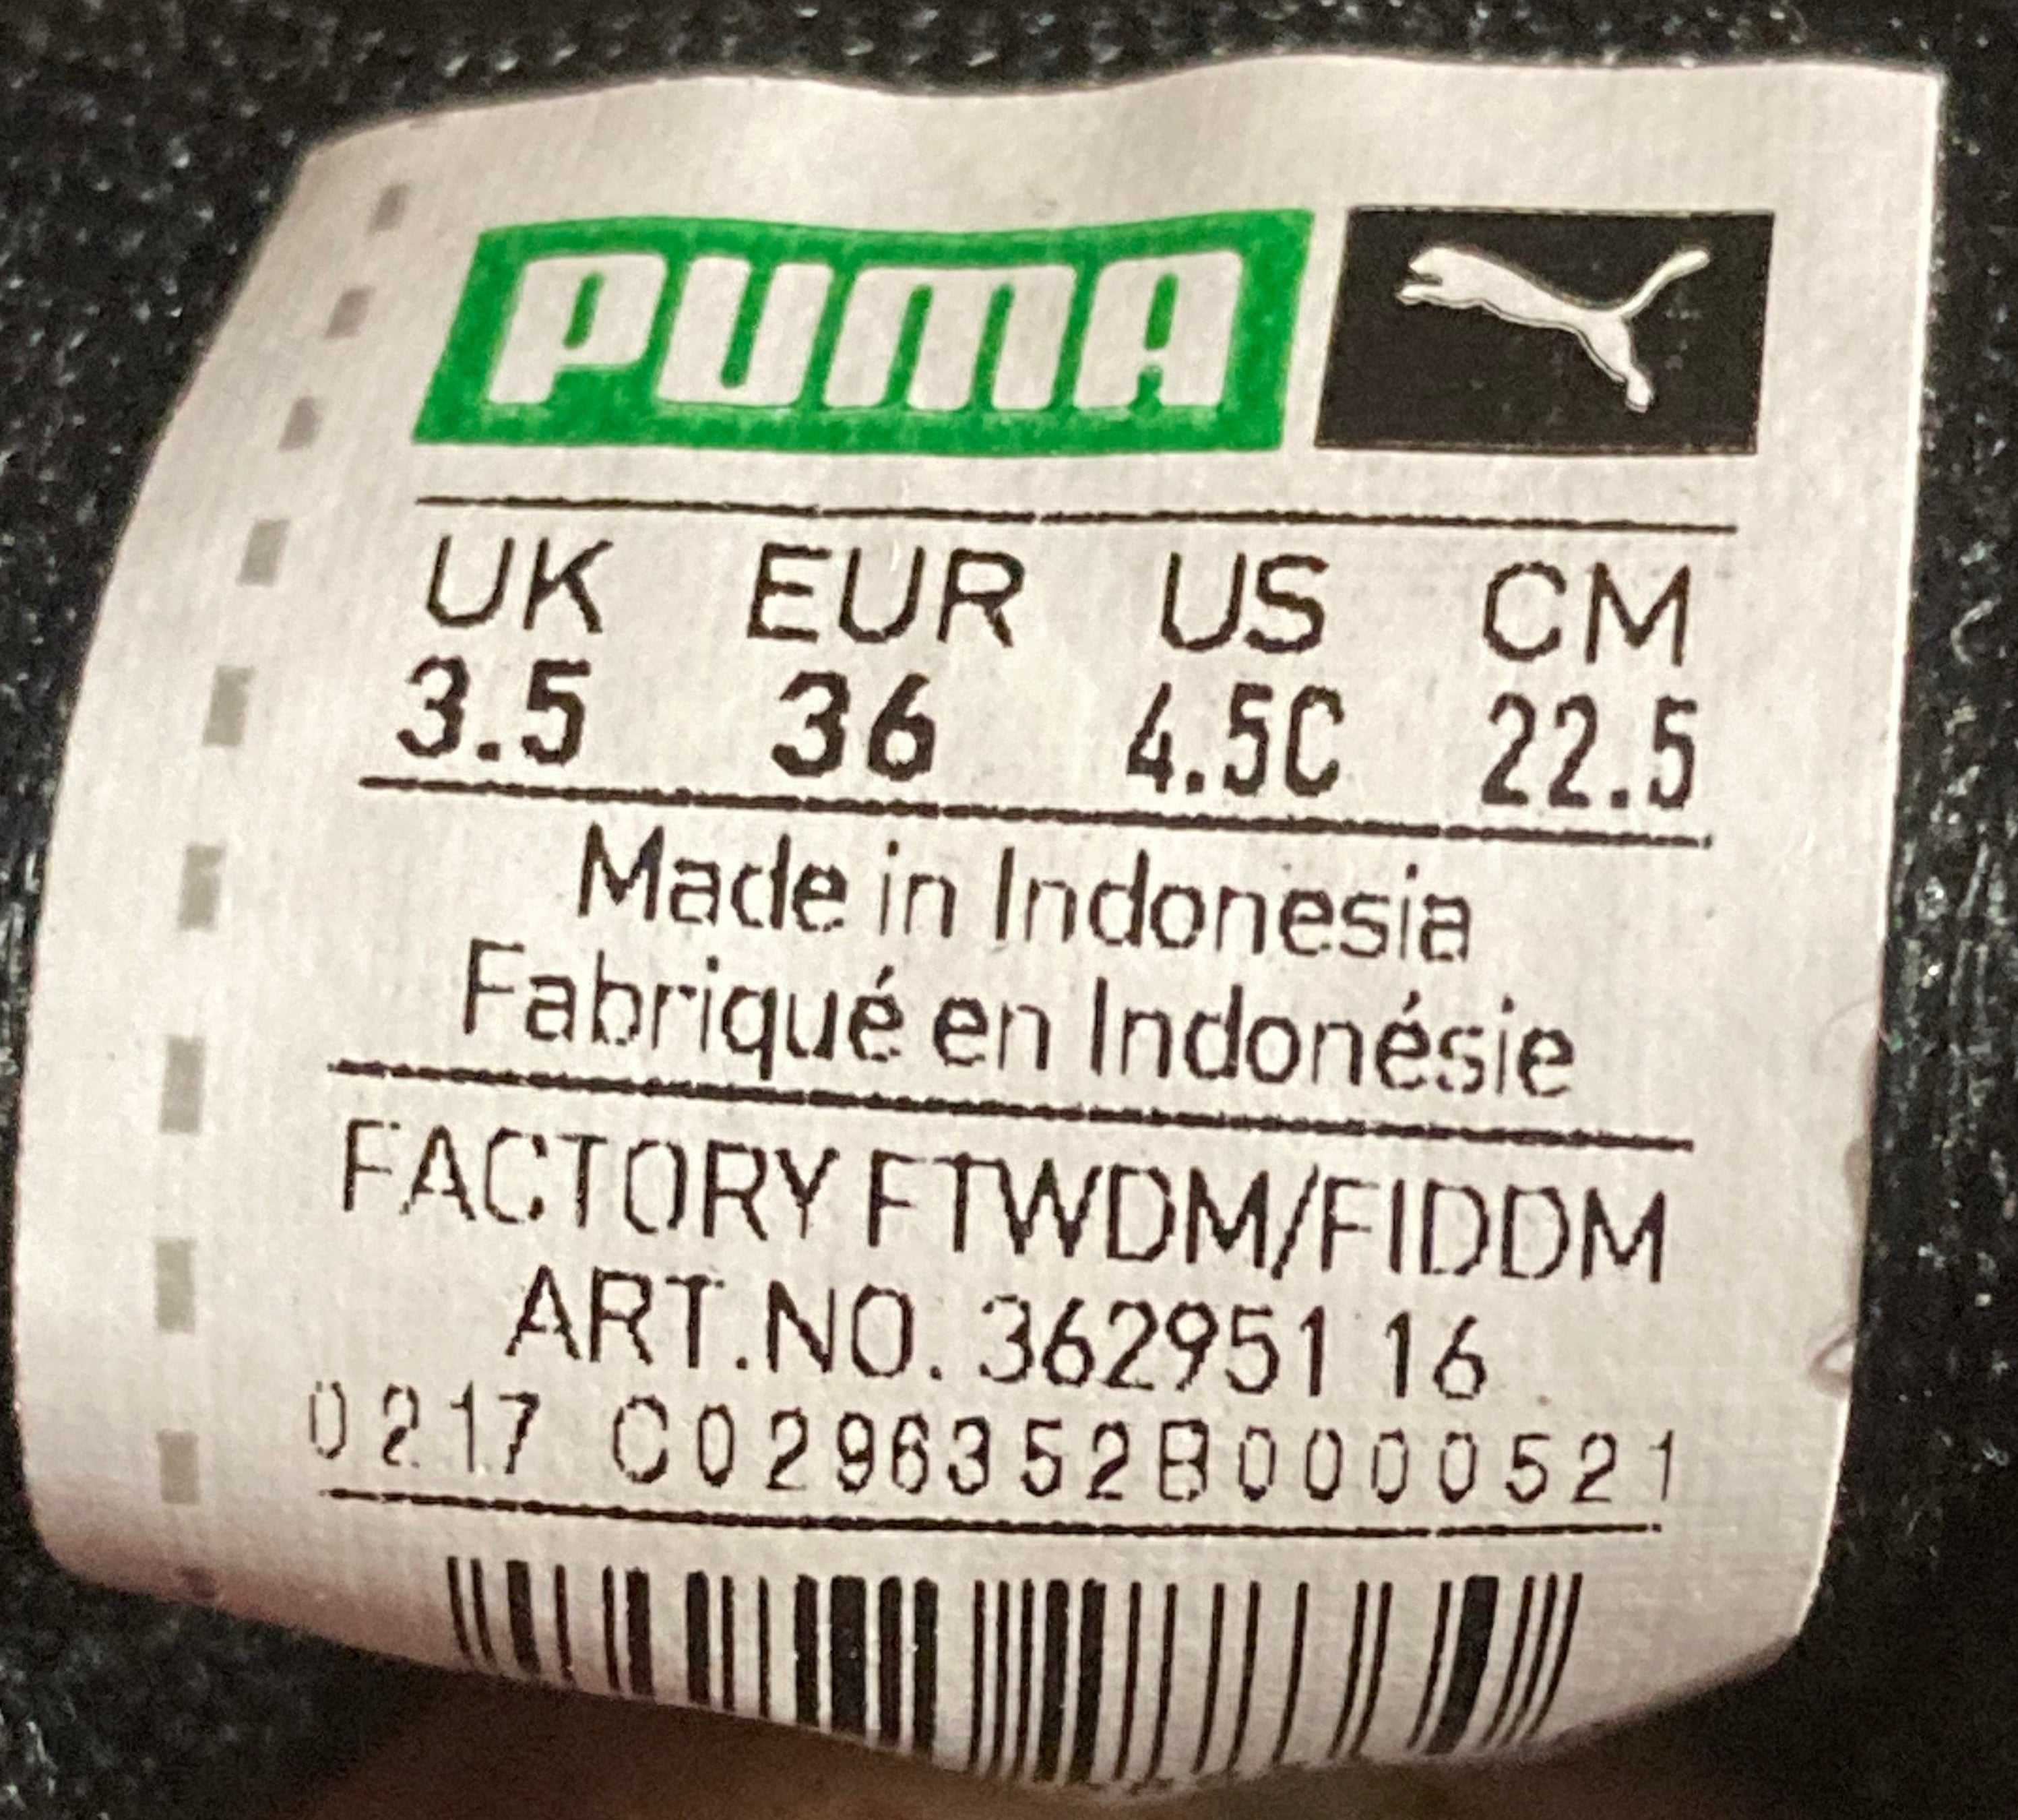 PUMA
UK EUR US CM
3.5 36 4.5C 22.5
Made in Indonesia
Fabriqué en Indonésie
FACTORY FTWDM/FIDDM
ART.NO. 362951 16
0217 C0296352B0000521